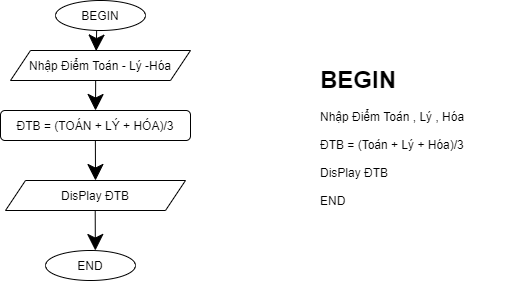 BEGIN
Nhập Điểm Toán - Lý -Hóa
ĐTB = (TOÁN + LÝ + HÓA)/3
DisPlay ĐTB
END
BEGIN
Nhập Điểm Toán , Lý , Hóa
ĐTB = (Toán + Lý + Hóa)/3
DisPlay ĐTB
END